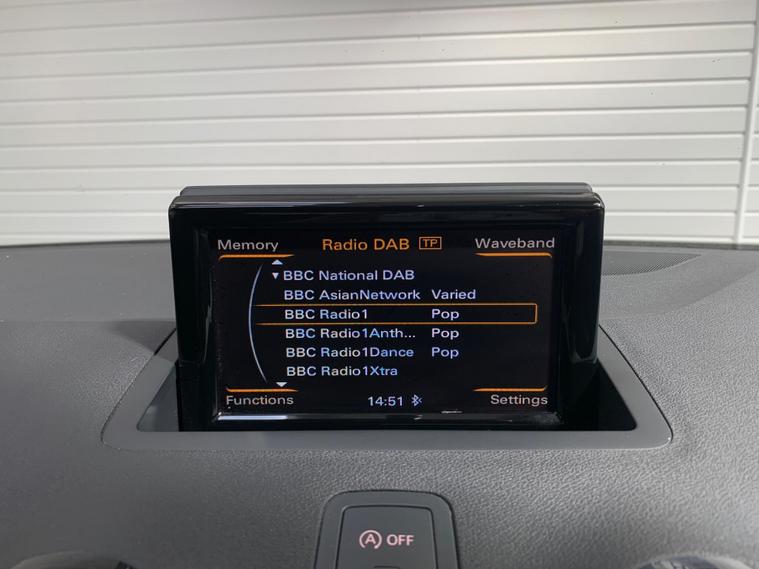 Memory Radio DAB TP Waveband
BBC National DAB
BBC AsianNetwork Varied
BBC Radio1 Pop
BBC Radio1Anth... Pop
BBC Radio1Dance Pop
BBC Radio1Xtra
Functions 14:51 Settings
A OFF